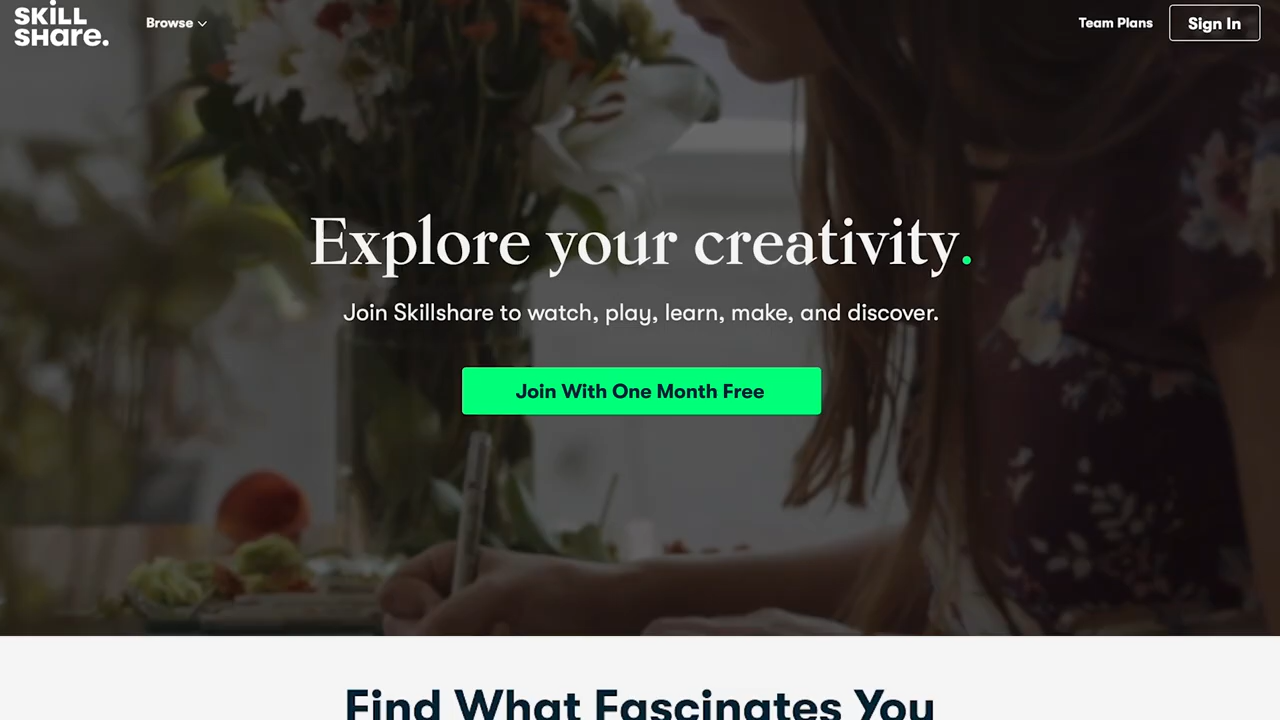 SKiLL
SHare.
Browse
Team Plans
Sign In
Explore your creativity.
Join Skillshare to watch, play, learn, make, and discover.
Join With One Month Free
Find What Fascinates You